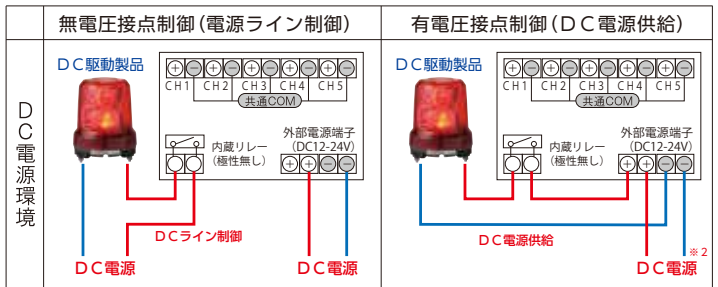 無電圧接点制御（電源ライン制御）
有電圧接点制御（ＤＣ電源供給）
ＤＣ電源環境
ＤＣ駆動製品
CH1 CH2 CH3 CH4 CH5
共通COM
内蔵リレー
（極性無し）
外部電源端子
（DC12-24V）
ＤＣライン制御
ＤＣ電源
ＤＣ電源
ＤＣ駆動製品
CH1 CH2 CH3 CH4 CH5
共通COM
内蔵リレー
（極性無し）
外部電源端子
（DC12-24V）
ＤＣ電源供給
※2
ＤＣ電源